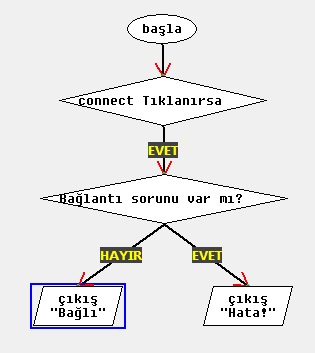 başla
connect Tıklanırsa
EVET
Bağlantı sorunu var mı?
HAYIR
EVET
çıkış
"Bağlı"
çıkış
"Hata!"